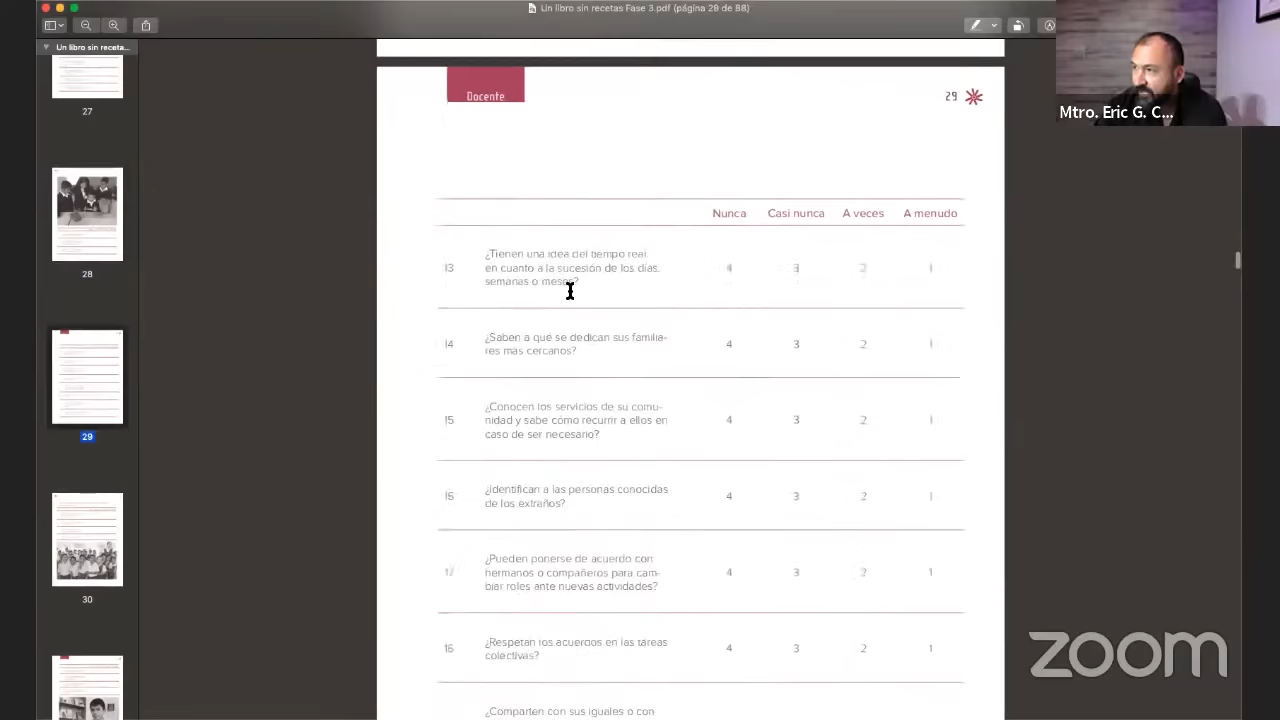 Un libro sin recetas Fase 3.pdf (página 29 de 88)
Un libro sin receta...
27
28
29
30
Docente
29
Nunca Casi nunca A veces A menudo
13 ¿Tienen una idea del tiempo real
en cuanto a la sucesión de los días,
semanas o meses?
4 3 2 1
14 ¿Saben a qué se dedican sus familia-
res más cercanos?
4 3 2 1
15 ¿Conocen los servicios de su comu-
nidad y sabe cómo recurrir a ellos en
caso de ser necesario?
4 3 2 1
16 ¿Identifican a las personas conocidas
de los extraños?
4 3 2 1
17 ¿Pueden ponerse de acuerdo con
hermanos o compañeros para cam-
biar roles ante nuevas actividades?
4 3 2 1
¿Respetan los acuerdos en las tareas
colectivas?
4 3 2 1
¿Comparten con sus iguales o con
Mtro. Eric G. C...
zoom